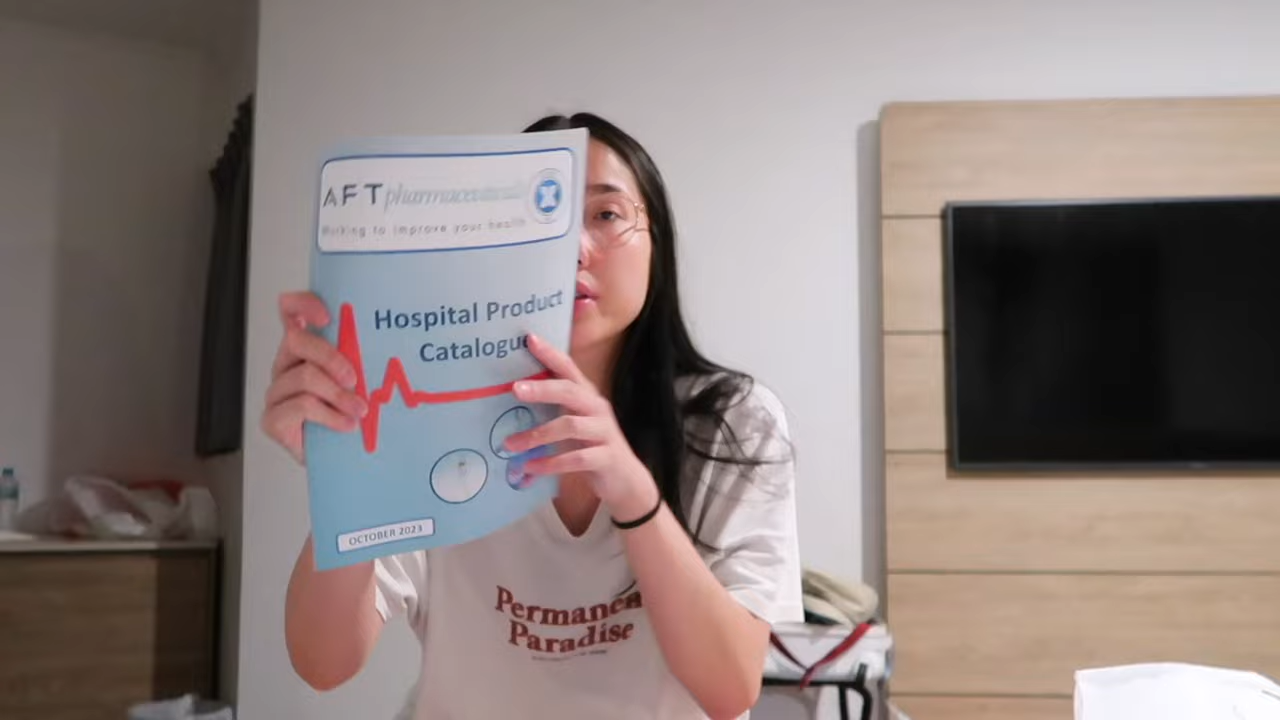 AFT pharmaceuticals
Working to improve your health
Hospital Product
Catalogue
OCTOBER 2023
Permanent
Paradise